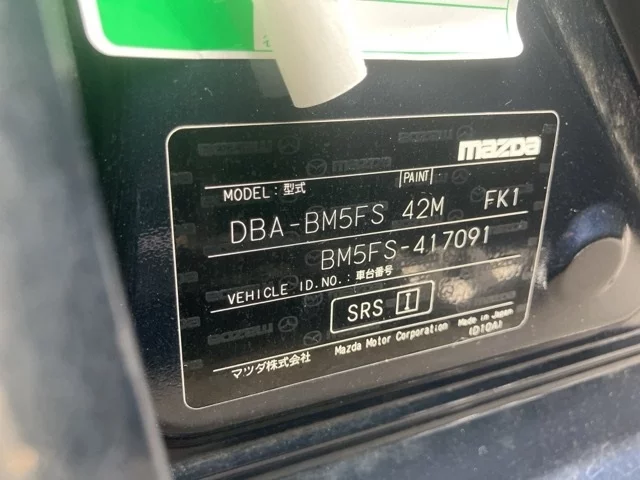 mazda
MODEL: 型式 PAINT
DBA-BM5FS 42M FK1
BM5FS-417091
VEHICLE ID.NO.: 車台番号
SRS I
マツダ株式会社 Mazda Motor Corporation Made in Japan
(D10A)